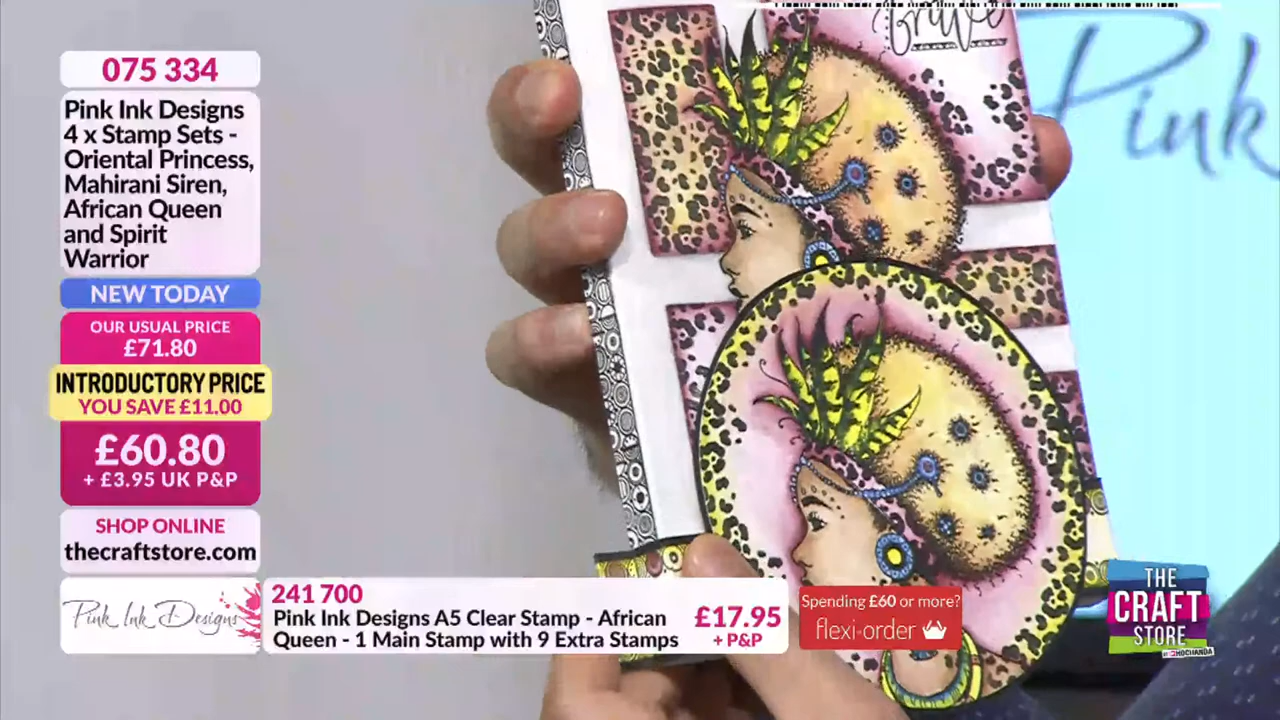 075 334
Pink Ink Designs
4 x Stamp Sets -
Oriental Princess,
Mahirani Siren,
African Queen
and Spirit
Warrior
NEW TODAY
OUR USUAL PRICE
£71.80
INTRODUCTORY PRICE
YOU SAVE £11.00
£60.80
+ £3.95 UK P&P
SHOP ONLINE
thecraftstore.com
Pink Ink Designs
241 700
Pink Ink Designs A5 Clear Stamp - African
Queen - 1 Main Stamp with 9 Extra Stamps
£17.95
+ P&P
Spending £60 or more?
flexi-order
THE
CRAFT
STORE
BY HOCHANDA
Pink